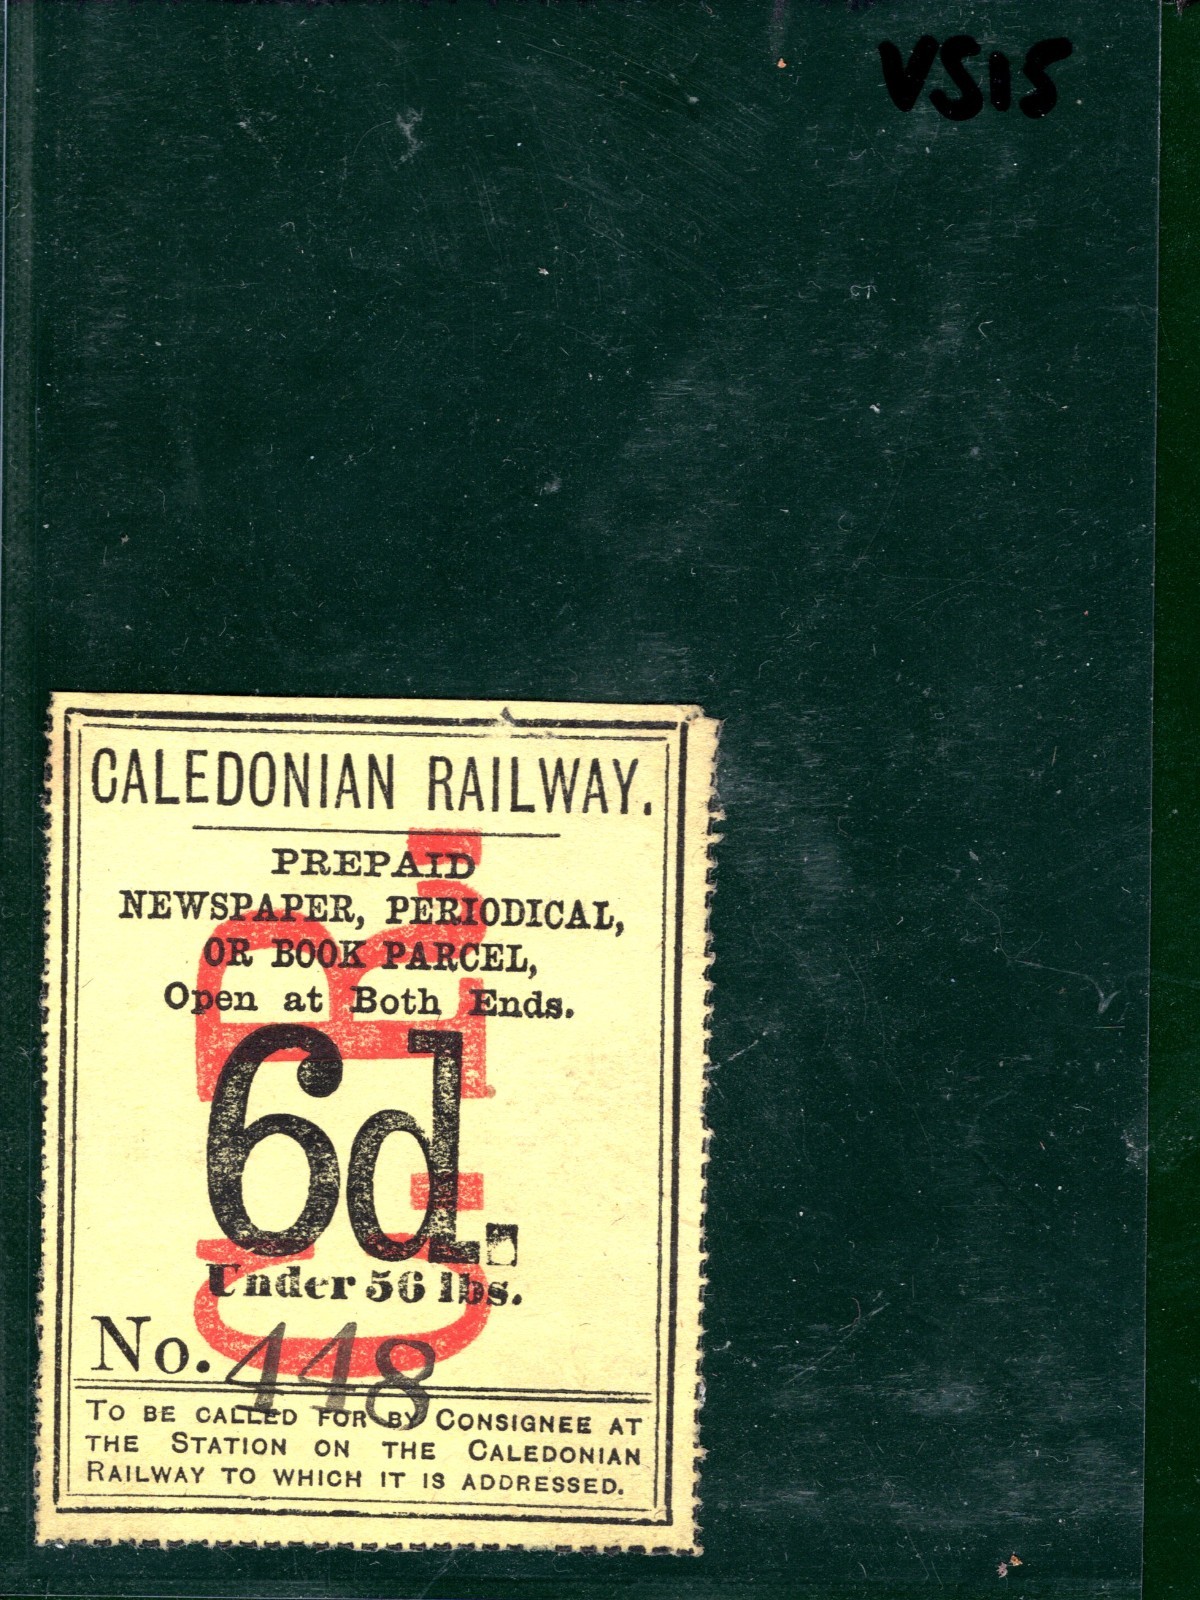 VS15
CALEDONIAN RAILWAY.
PREPAID
NEWSPAPER, PERIODICAL,
OR BOOK PARCEL,
Open at Both Ends.
6d.
Under 56 lbs.
No. 448
TO BE CALLED FOR BY CONSIGNEE AT
THE STATION ON THE CALEDONIAN
RAILWAY TO WHICH IT IS ADDRESSED.
O.R.